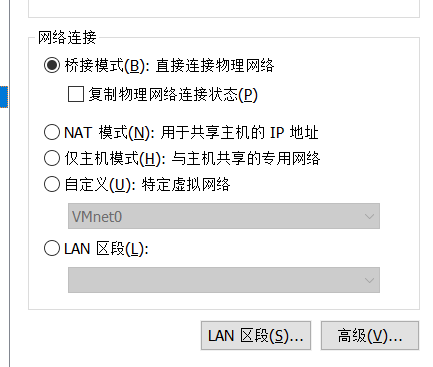 网络连接
桥接模式(B): 直接连接物理网络
复制物理网络连接状态(P)
NAT 模式(N): 用于共享主机的 IP 地址
仅主机模式(H): 与主机共享的专用网络
自定义(U): 特定虚拟网络
VMnet0
LAN 区段(L):
LAN 区段(S)... 高级(V)...